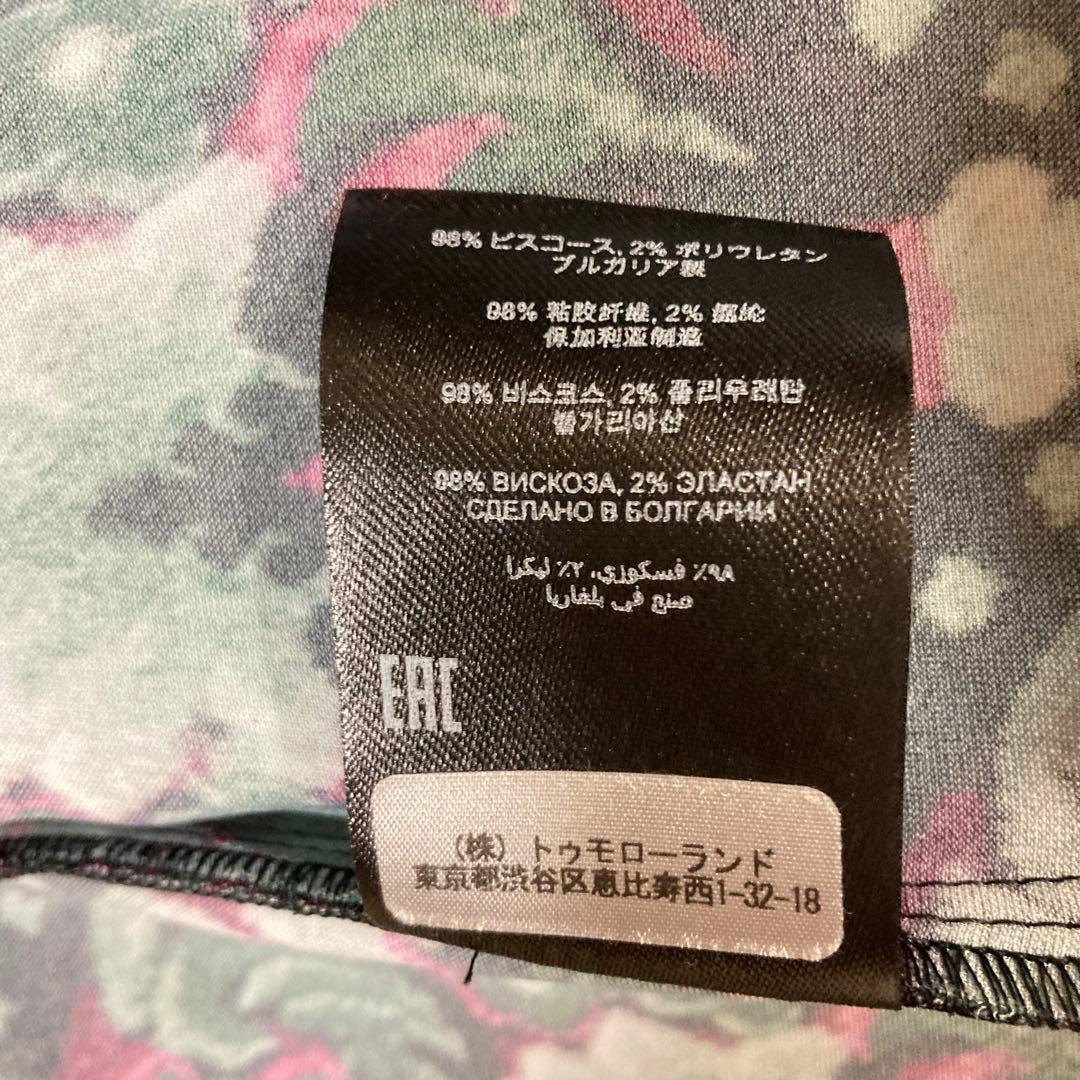 98% ビスコース, 2% ポリウレタン
ブルガリア製
98% 粘胶纤维, 2% 氨纶
保加利亚制造
98% 비스코스, 2% 폴리우레탄
불가리아산
98% ВИСКОЗА, 2% ЭЛАСТАН
СДЕЛАНО В БОЛГАРИИ
٩٨٪ فسكوزي، ٢٪ ليكرا
صنع في بلغاريا
EAC
(株) トゥモローランド
東京都渋谷区恵比寿西1-32-18